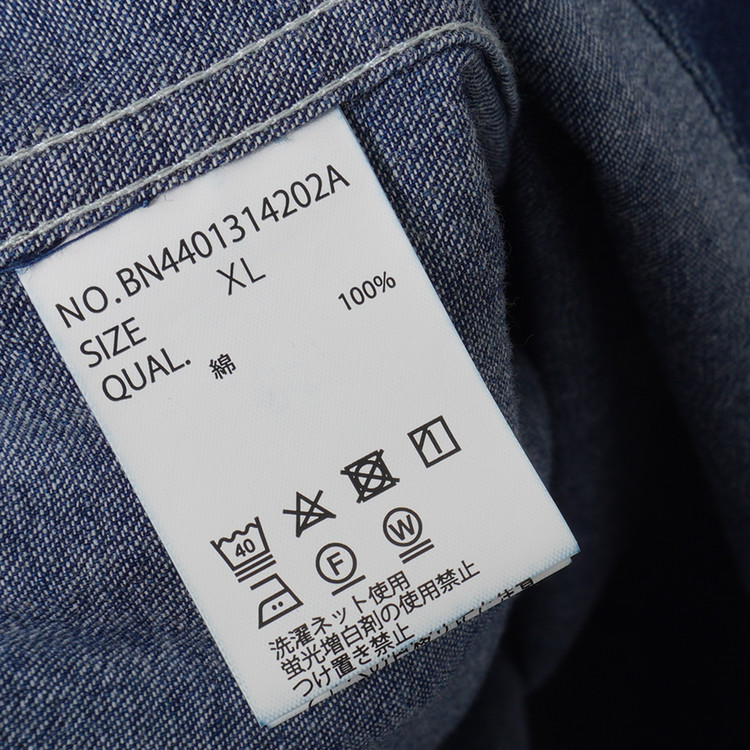 NO.BN4401314202A
SIZE XL
QUAL. 綿 100%
40
F W
洗濯ネット使用
蛍光増白剤の使用禁止
つけ置き禁止